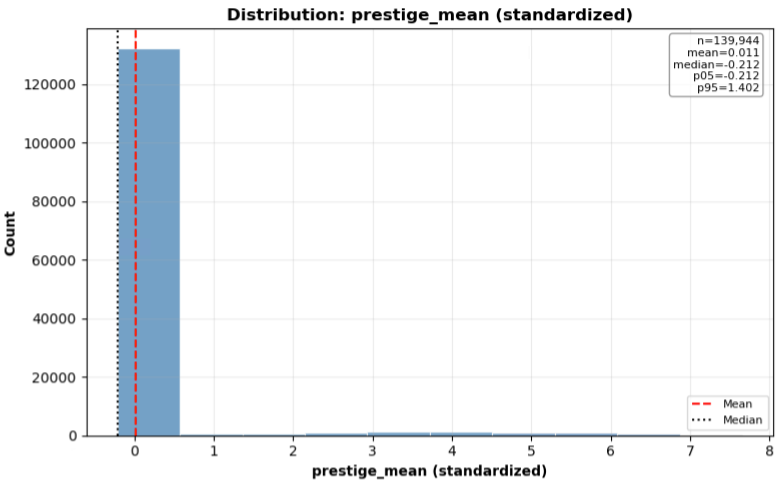 Distribution: prestige_mean (standardized)
n=139,944
mean=0.011
median=-0.212
p05=-0.212
p95=1.402
120000
100000
80000
60000
40000
20000
0
Count
Mean
Median
0 1 2 3 4 5 6 7 8
prestige_mean (standardized)